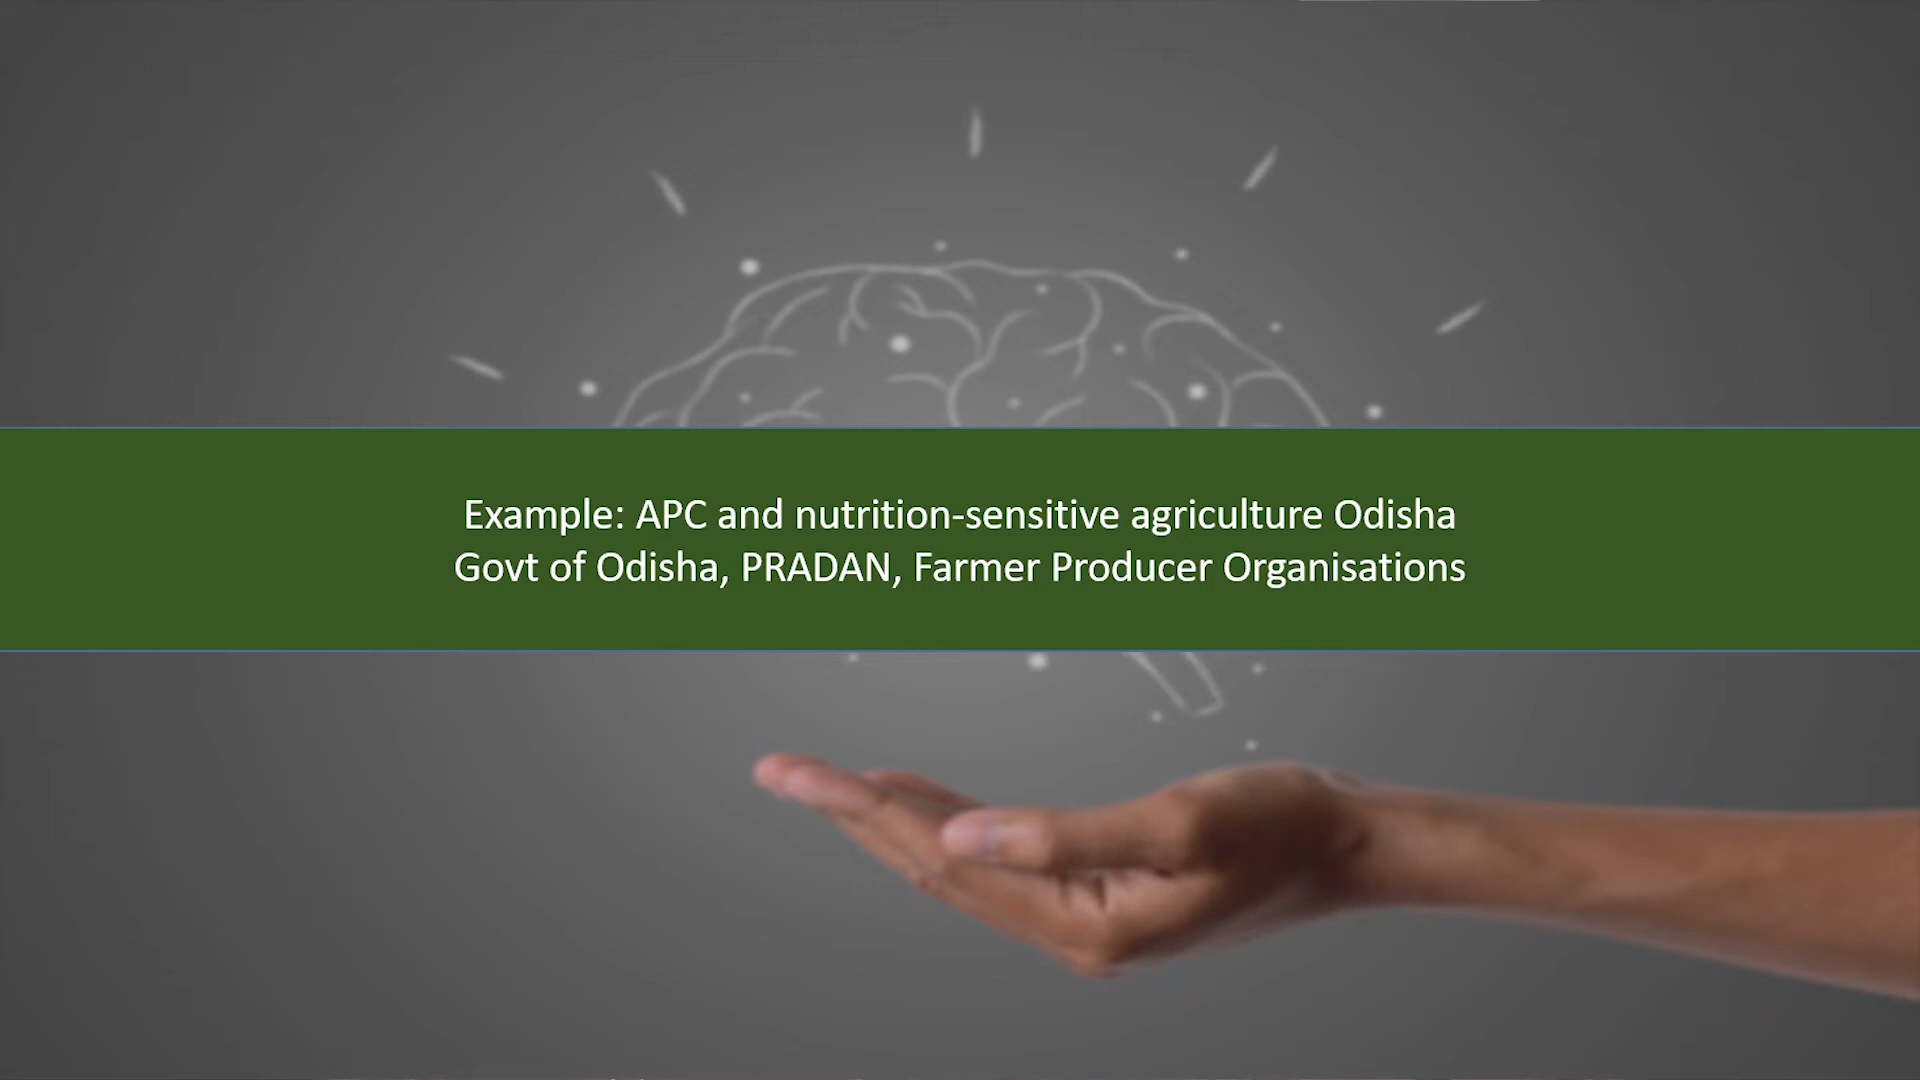 Example: APC and nutrition-sensitive agriculture Odisha
Govt of Odisha, PRADAN, Farmer Producer Organisations